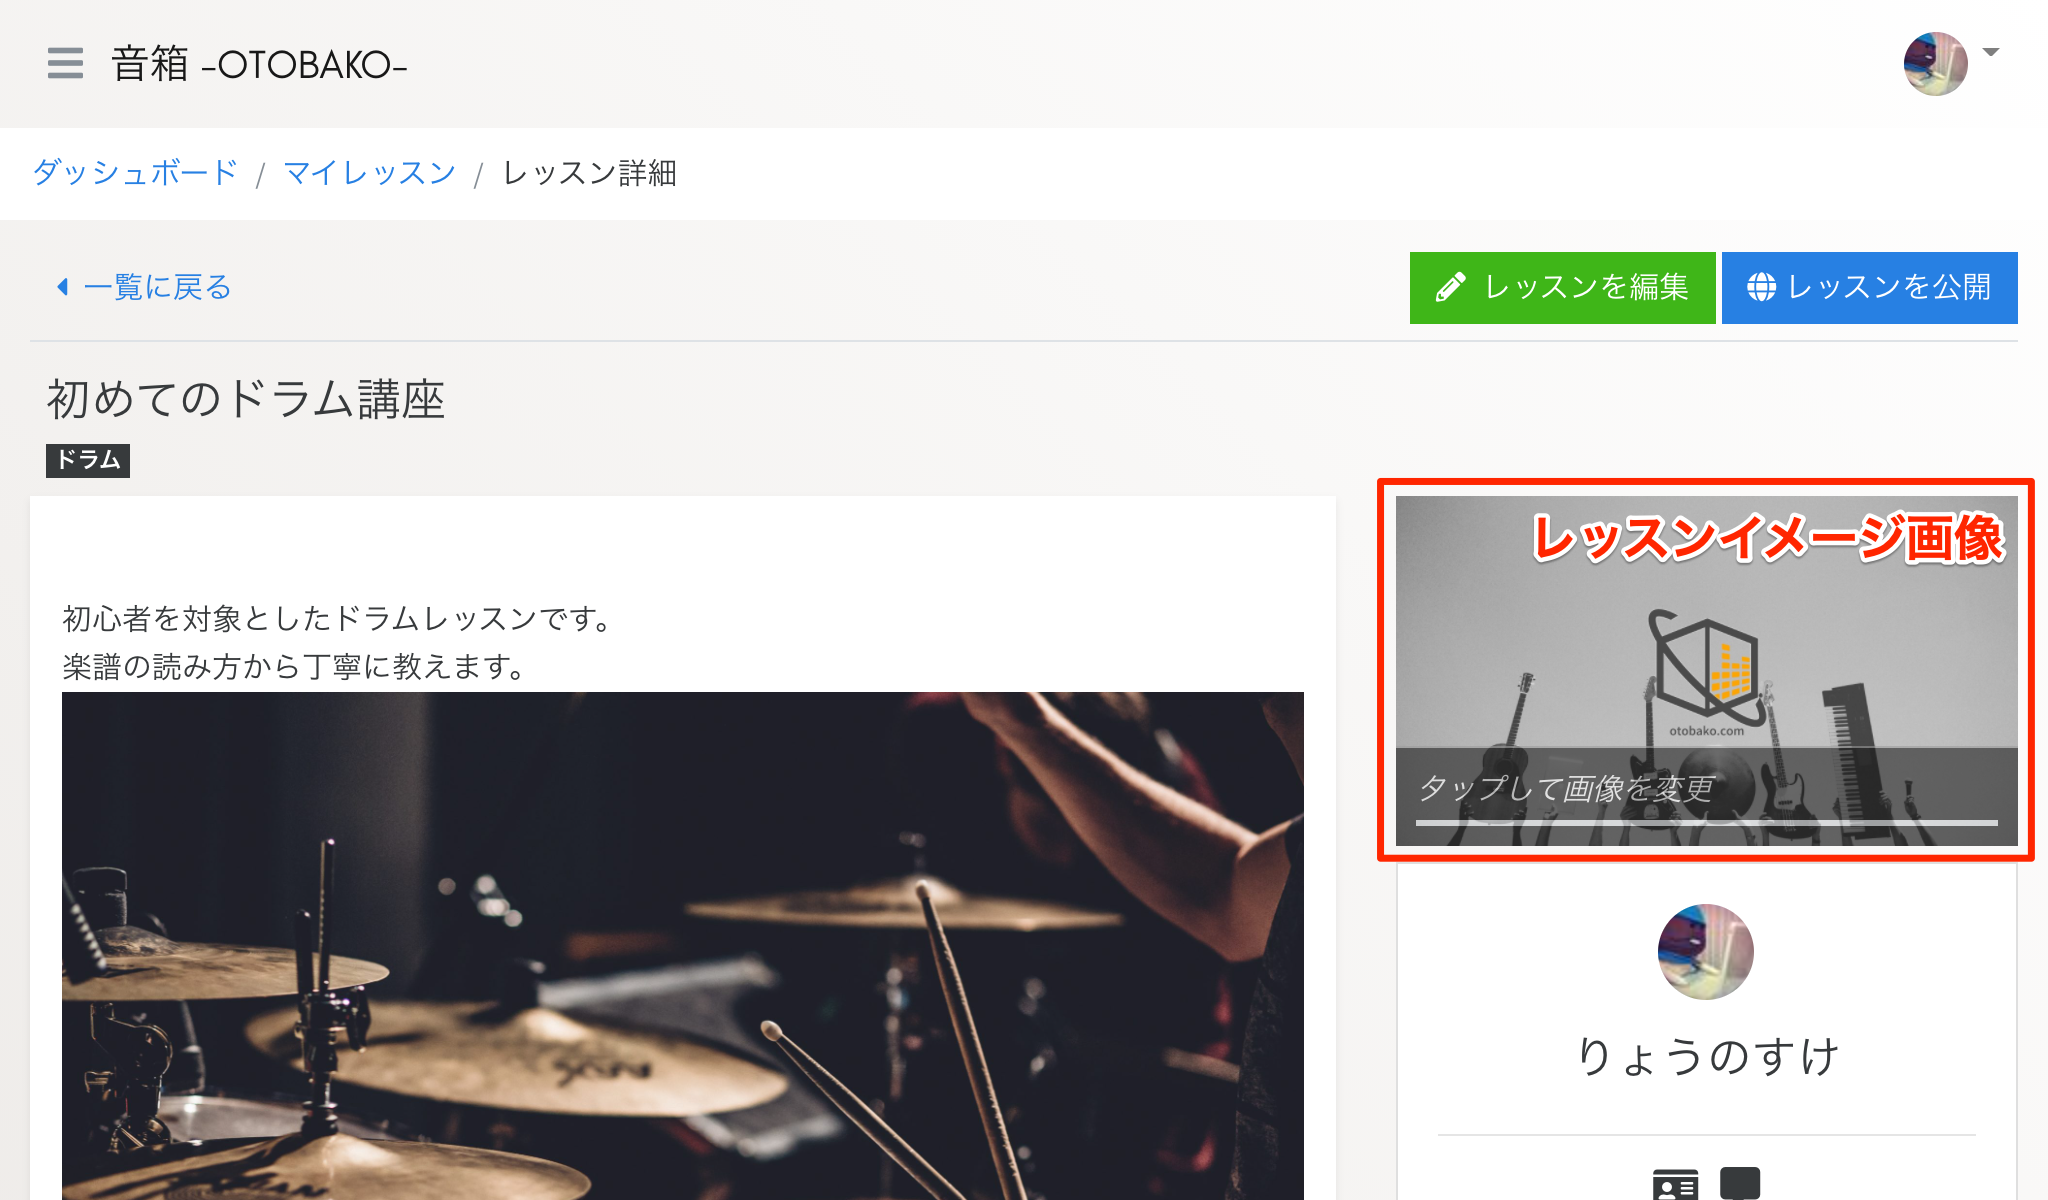 音箱 -OTOBAKO-
ダッシュボード / マイレッスン / レッスン詳細
一覧に戻る
レッスンを編集
レッスンを公開
初めてのドラム講座
ドラム
初心者を対象としたドラムレッスンです。
楽譜の読み方から丁寧に教えます。
レッスンイメージ画像
otobako.com
タップして画像を変更
りょうのすけ